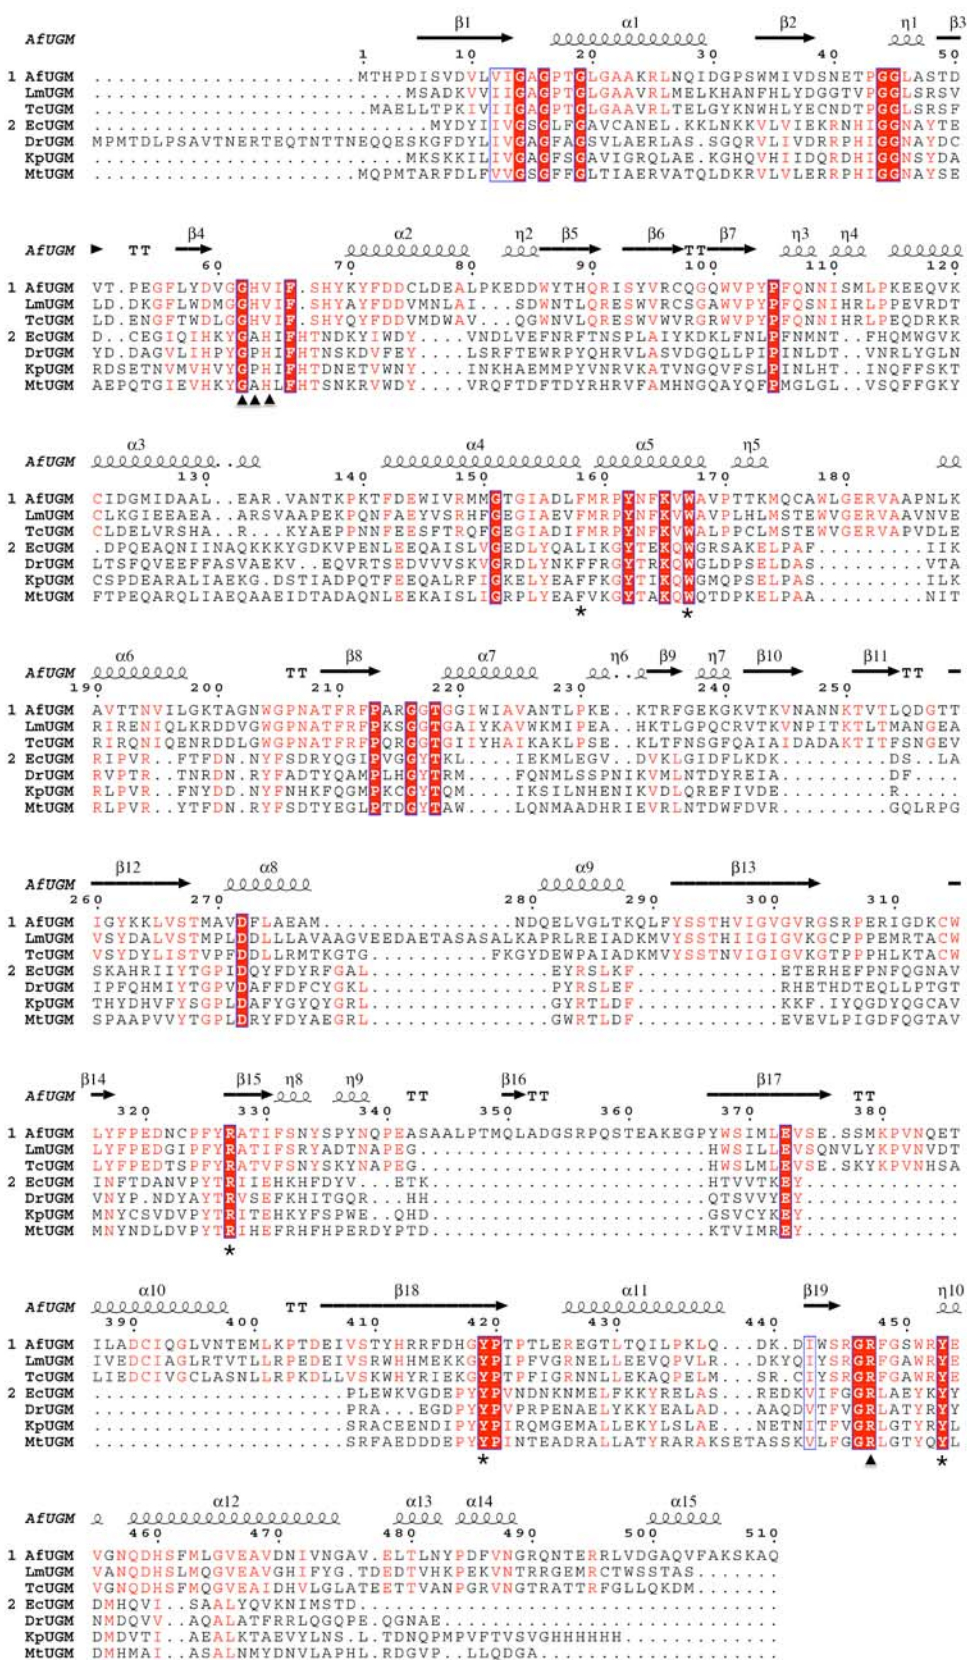 β1 α1 β2 η1 β3
AfUGM
1 10 20 30 40 50
1 AfUGM ...MTHPDISVDVLVIGAGPTGLGAAKRLNQIDGPSWMIVDSNETPGGLASTD
LmUGM ...MSADKVVIIGAGPTGLGAAVRLMELKHANFHLYDGGTVPGGLSRSV
TcUGM ...MAELLTPKIVIIGAGPTGLGAAVRLTELGYKNWHLYECNDTPGGLSRSF
2 EcUGM ...MYDYIIVGSGLFGAVCANEL.KKLNKKVLVIEKRNHIGGNAYTE
DrUGM MPMTDLPSAVTNERTEQTNTTNEQQESKGFDYLIVGAGFAGSVLAERLAS.SGQRVLIVDRRPHIGGNAYDC
KpUGM ...MKSKKILIVGAGFSGAVIGRQLAE.KGHQVHIIDQRDHIGGNSYDA
MtUGM ...MQPMTARFDLFVVGSGFFGLTIAERVATQLDKRVLVLERRPHIGGNAYSE
β4 α2 η2 β5 β6 β7 η3 η4
AfUGM TT TT
60 70 80 90 100 110 120
1 AfUGM VT.PEGFLYDVGGHVIF.SHYKYFDDCLDEALPKEDDWYTHQRISYVRCQGQWVPYPFQNNISMLPKEEQVK
LmUGM LD.DKGFLWDMGGHVIF.SHYAYFDDVMNLAI..SDWNTLQRESWVWVRGRWVPYPFQNNIHRLPPEVRDT
TcUGM LD.ENGFTWDLGGHVIF.SHYQYFDDVMDWAV...QGWNVLQRESWVWVRGRWVPYPFQNNIHRLPEQDRKR
2 EcUGM D..CEGIQIHKYGAHIFHTNDKYIWDY....VNDLVEFNRFTNSPLAIYKDKLFNLPFNMNT..FHQMWGVK
DrUGM YD.DAGVLIHPYGPHIFHTNSKDVFEY....LSRFTEWRPYQHRVLASVDGQLLPIPINLDT..VNRLYGLN
KpUGM RDSETNVMVHVYGPHIFHTDNETVWNY....INKHAEMMPYVNRVKATVNGQVFSLPINLHT..INQFFSKT
MtUGM AEPQTGIEVHKYGAHLFHTSNKRVWDY....VRQFTDFTDYRHRVFAMHNGQAYQFPMGLGL..VSQFFGKY
α3 α4 α5 η5
AfUGM
130 140 150 160 170 180
1 AfUGM CIDGMIDAAL..EAR.VANTKPKTFDEWIVRMMGTGIADLFMRPYNFKVWAVPTTKMQCAWLGERVAAPNLK
LmUGM CLKGIEEAEA..ARSVAAPEKPQNFAEYVSRHFGEGIAEVFMRPYNFKVWAVPLHLMSTEWVGERVAAVNVE
TcUGM CLDELVRSHA..R...KYAEPPNNFEESFTRQFGEGIADIFMRPYNFKVWALPPCLMSTEWVGERVAPVDLE
2 EcUGM .DPQEAQNIINAQKKKYGDKVPENLEEQAISLVGEDLYQALIKGYTEKQWGRSAKELPAF.........IIK
DrUGM LTSFQVEEFFASVAEKV..EQVRTSEDVVVSKVGRDLYNKFFRGYTRKQWGLDPSELDAS.........VTA
KpUGM CSPDEARALIAEKG.DSTIADPQTFEEQALRFIGKELYEAFFKGYTIKQWGMQPSELPAS.........ILK
MtUGM FTPEQARQLIAEQAAEIDTADAQNLEEKAISLIGRPLYEAFVKGYTAKQWQTDPKELPAA.........NIT
* *
α6 β8 α7 η6 β9 η7 β10 β11
AfUGM TT TT
190 200 210 220 230 240 250
1 AfUGM AVTTNVILGKTAGNWGPNATFRFPARGGTGGIWIAVANTLPKE..KTRFGEKGKVTKVNANNKTVTLQDGTT
LmUGM RIRENIQLKRDDVGWGPNATFRFPKSGGTGAIWKAVWKMIPEA..HKTLGPQCRVTKVNPITKTLTMANGEA
TcUGM RIRQNIQENRDDLGWGPNATFRFPQRGGTGIIYHAIKAKLPSE..KLTFNSGFQAIAIDADAKTITFSNGEV
2 EcUGM RIPVR..FTFDN.NYFSDRYQGIPVGGYTKL...IEKMLEGV..DVKLGIDFLKDK.......DS...LA
DrUGM RVPTR..TNRDN.RYFADTYQAMPLHGYTRM...FQNMLSSPNIKVMLNTDYREIA.......DF....
KpUGM RLPVR..FNYDD.NYFNHKFQGMPKCGYTQM...IKSILNHENIKVDLQREFIVDE.......R.....
MtUGM RLPVR..YTFDN.RYFSDTYEGLPTDGYTAW...LQNMAADHRIEVRLNTDWFDVR.......GQLRPG
β12 α8 α9 β13
AfUGM
260 270 280 290 300 310
1 AfUGM IGYKKLVSTMAVDFLAEAM.................NDQELVGLTKQLFYSSTHVIGVGVRGSRPERIGDKCW
LmUGM VSYDALVSTMPLDDLLLAVAAGVEEDAETASASALKAPRLREIADKMVYSSTHIIGIGVKGCPPPEMRTACW
TcUGM VSYDYLISTVPFDDLLRMTKGTG............FKGYDEWPAIADKMVYSSTNVIGIGVKGTPPPHLKTACW
2 EcUGM SKAHRIIYTGPIDQYFDYRFGAL..............EYRSLKF............ETERHEFPNFQGNAV
DrUGM IPFQHMIYTGPVDAFFDFCYGKL..............PYRSLEF............RHETHDTEQLLPTGT
KpUGM THYDHVFYSGPLDAFYGYQYGRL..............GYRTLDF............KKF.IYQGDYQGCAV
MtUGM SPAAPVVYTGPLDRYFDYAEGRL..............GWRTLDF............EVEVLPIGDFQGTAV
β14 β15 η8 η9 β16 β17
AfUGM TT TT TT
320 330 340 350 360 370 380
1 AfUGM LYFPEDNCPFYRATIFSNYSPYNQPEASAALPTMQLADGSRPQSTEAKEGPYWSIMLEVSE.SSMKPVNQET
LmUGM LYFPEDGIPFYRATVFSRYADTNAPEG........................HWSILLEVSQNVLYKPVNVDT
TcUGM LYFPEDTSPFYRATVFSNYSKYNAPEG........................HWSLMLEVSE.SKYKPVNHSA
2 EcUGM INFTDANVPYTRIIEHKHFDYV...ETK.......................HTVVTKEY............
DrUGM VNYP.NDYAYTRVSEFKHITGQR..HH........................QTSVVYEY............
KpUGM MNYCSVDVPYTRITEHKYFSPWE..QHD.......................GSVCYKEY............
MtUGM MNYNDLDVPYTRIHEFRHFHPERDYPTD.......................KTVIMREY............
*
α10 β18 α11 β19 η10
AfUGM TT
390 400 410 420 430 440 450
1 AfUGM ILADCIQGLVNTEMLKPTDEIVSTYHRRFDHGYPTPTLEREGTLTQILPKLQ...DK.DIWSRGRFGSWRYE
LmUGM IVEDCIAGLRTVTLLRPEDEIMHVSRWEKKFDYGYPIPFVGRNELLEEVQPVLR..DKYQIYSRGRFGAWRYE
TcUGM LIEDCIVGCLASNLLRPKDLLVSKWHYRIEKGYPTPFIGRNNLLEKAQPELM...SR.CIYSRGRFGAWRYE
2 EcUGM .....................PLEWKVGDEPYYPVNDNKNMELFKKYRELAS...REDKVIFGGRLAEYKYY
DrUGM .....................PRA...EGDPYYPVPRPENAELYKKYEALAD...AAQDVTFVGRLATYRYY
KpUGM .....................SRACEENDIPYYPIRQMGEMALLEKYLSLAE...NETNITFVGRLGTYRYL
MtUGM .....................SRFAEDDDEPYYPINTEADRALLATYRARAKSETASSKVLFGGRLGTYQYL
* *
α12 α13 α14 α15
AfUGM
460 470 480 490 500 510
1 AfUGM VGNQDHSFMLGVEAVDNIVNGAV.ELTLNYPDFVNGRQNTERRLVDGAQVFAKSKAQ
LmUGM VANQDHSLMQGVEAVGHIFYG.TDEDTVHKPEKVNTRRGEMRCTWSTAS........
TcUGM VGNQDHSFMQGVEAIDHVLGLATEETTVANPGRVNGTRATTRFGLLQKDM.......
2 EcUGM DMHQVI..SAALYQVKNIMSTD...................................
DrUGM NMDQVV..AQALATFRRLQGQPE.QGNAE............................
KpUGM DMDVTI..AEALKTAEVYLNS.L.TDNQPMPVFTVSVGHHHHHH.............
MtUGM DMHMAI..ASALNMYDNVLAPHL.RDGVP...LLQDGA...................